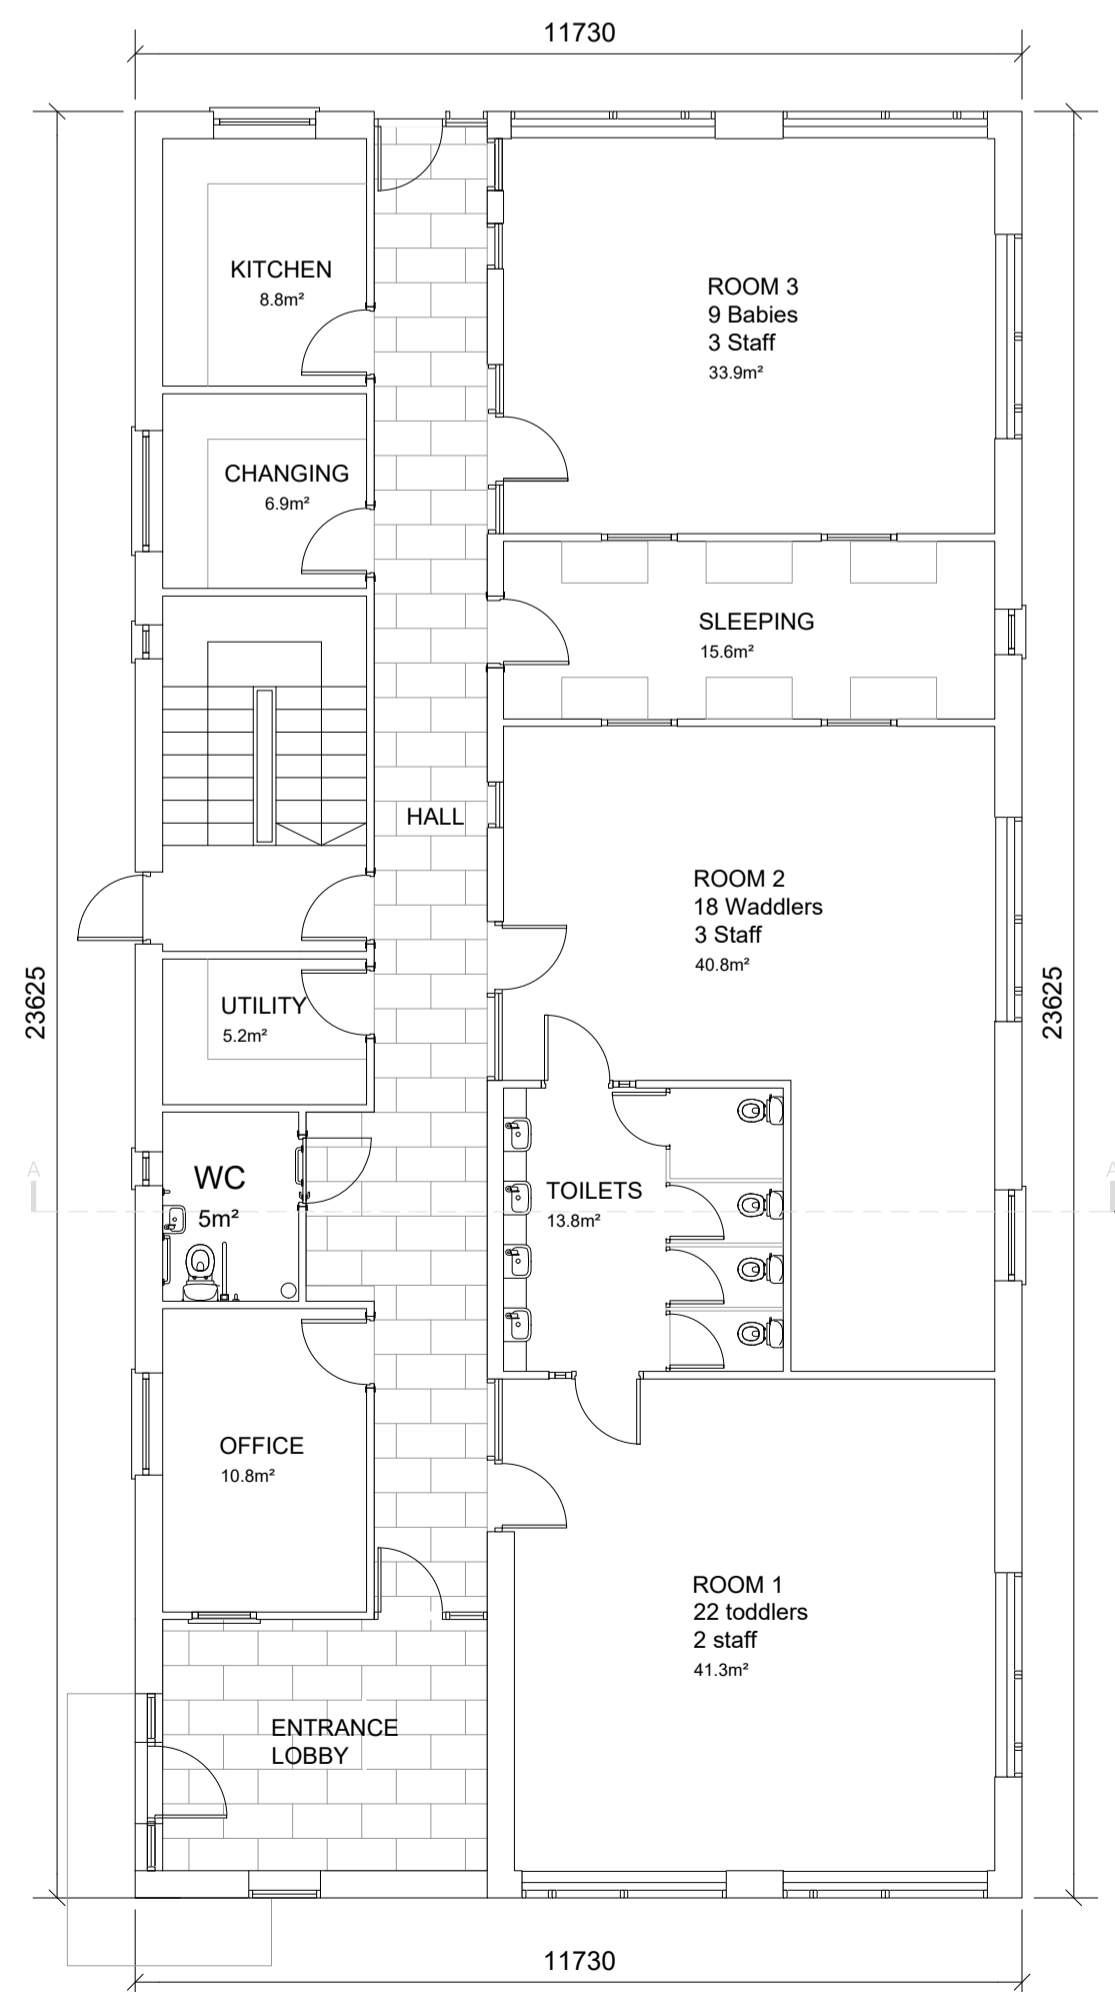 11730
KITCHEN
8.8m²
ROOM 3
9 Babies
3 Staff
33.9m²
CHANGING
6.9m²
SLEEPING
15.6m²
HALL
ROOM 2
18 Waddlers
3 Staff
40.8m²
23625
23625
UTILITY
5.2m²
A
A
WC
5m²
TOILETS
13.8m²
OFFICE
10.8m²
ROOM 1
22 toddlers
2 staff
41.3m²
ENTRANCE
LOBBY
11730